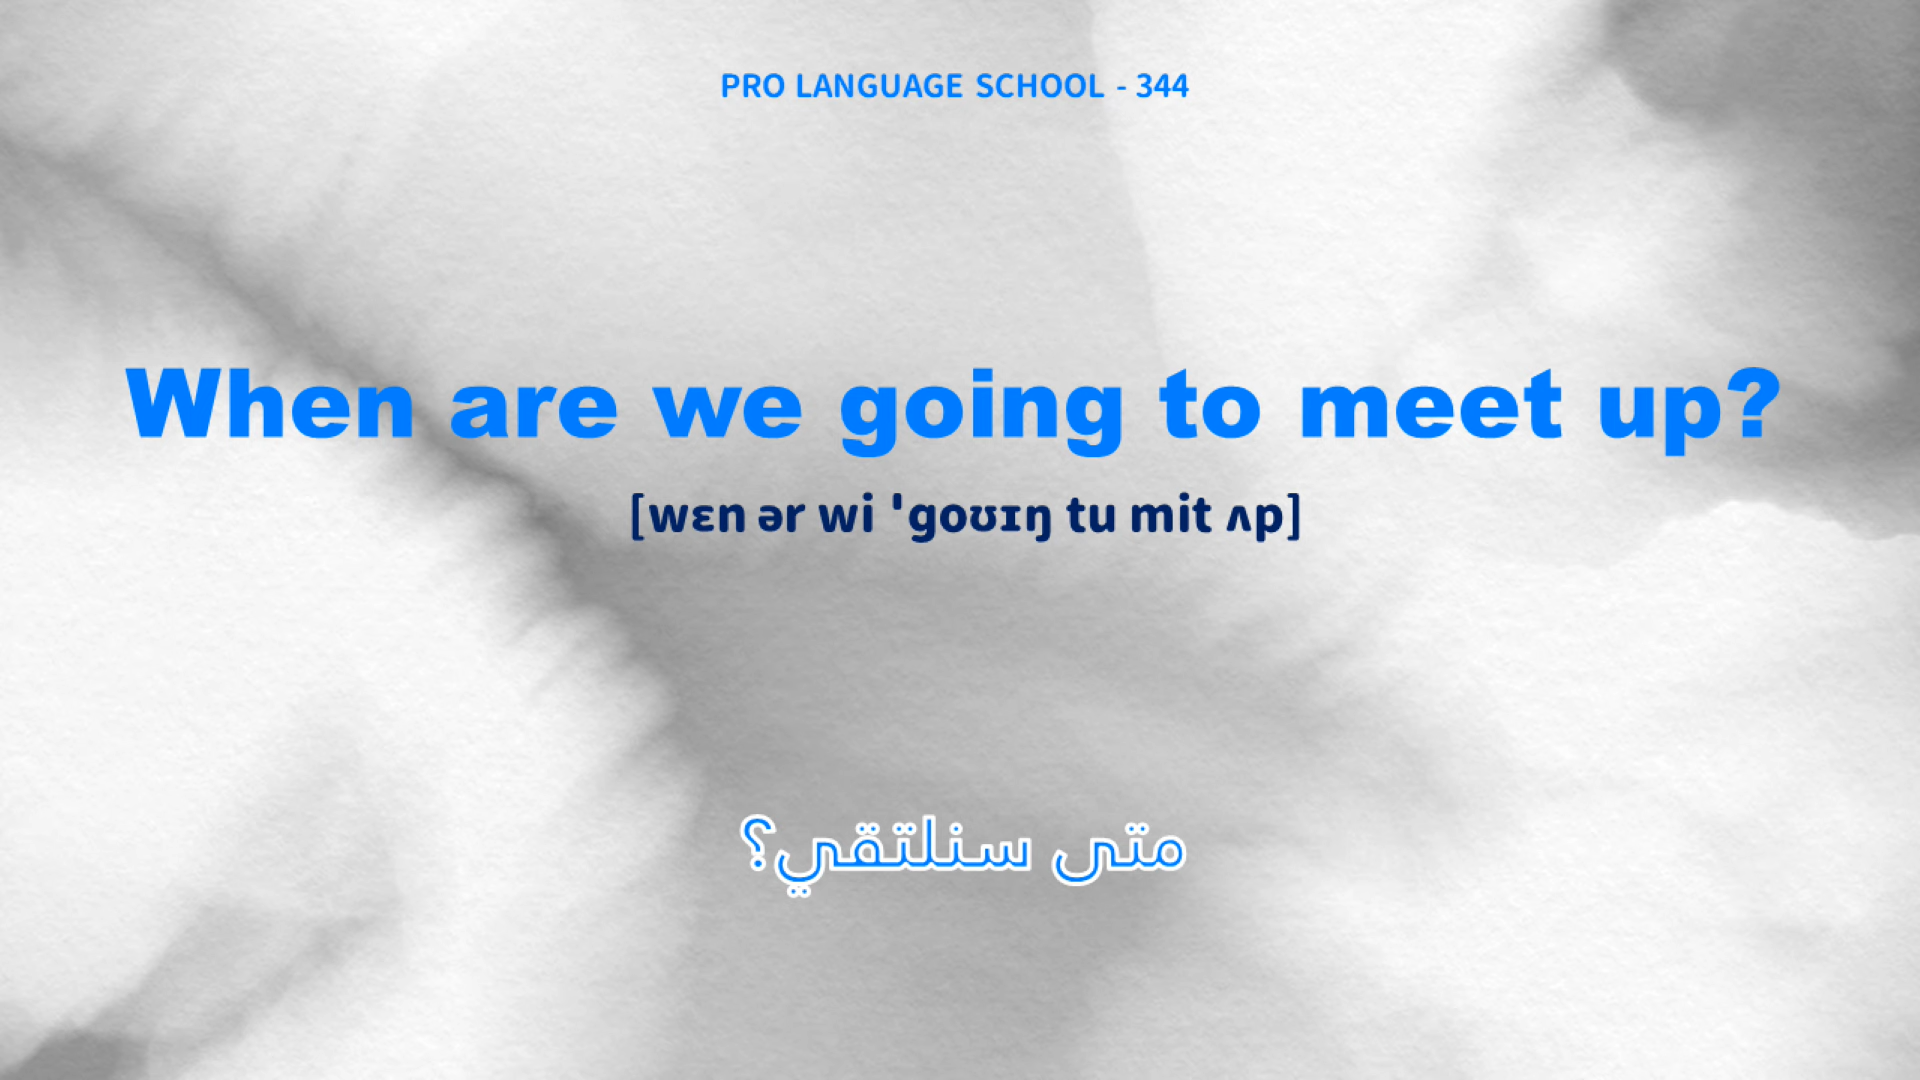 PRO LANGUAGE SCHOOL - 344
When are we going to meet up?
[wɛn ər wi ˈgoʊɪŋ tu mit ʌp]
متى سنلتقي؟